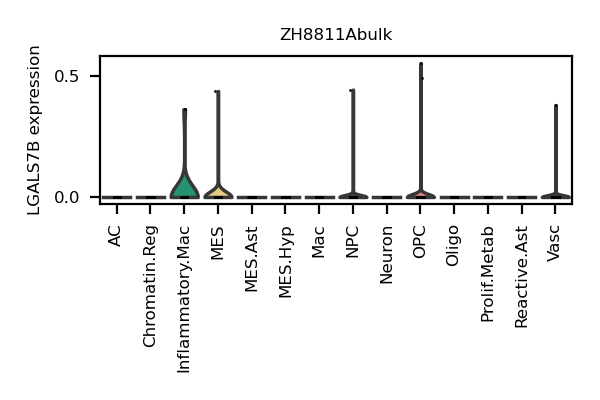 ZH8811Abulk
LGALS7B expression
0.5
0.0
AC
Chromatin.Reg
Inflammatory.Mac
MES
MES.Ast
MES.Hyp
Mac
NPC
Neuron
OPC
Oligo
Prolif.Metab
Reactive.Ast
Vasc